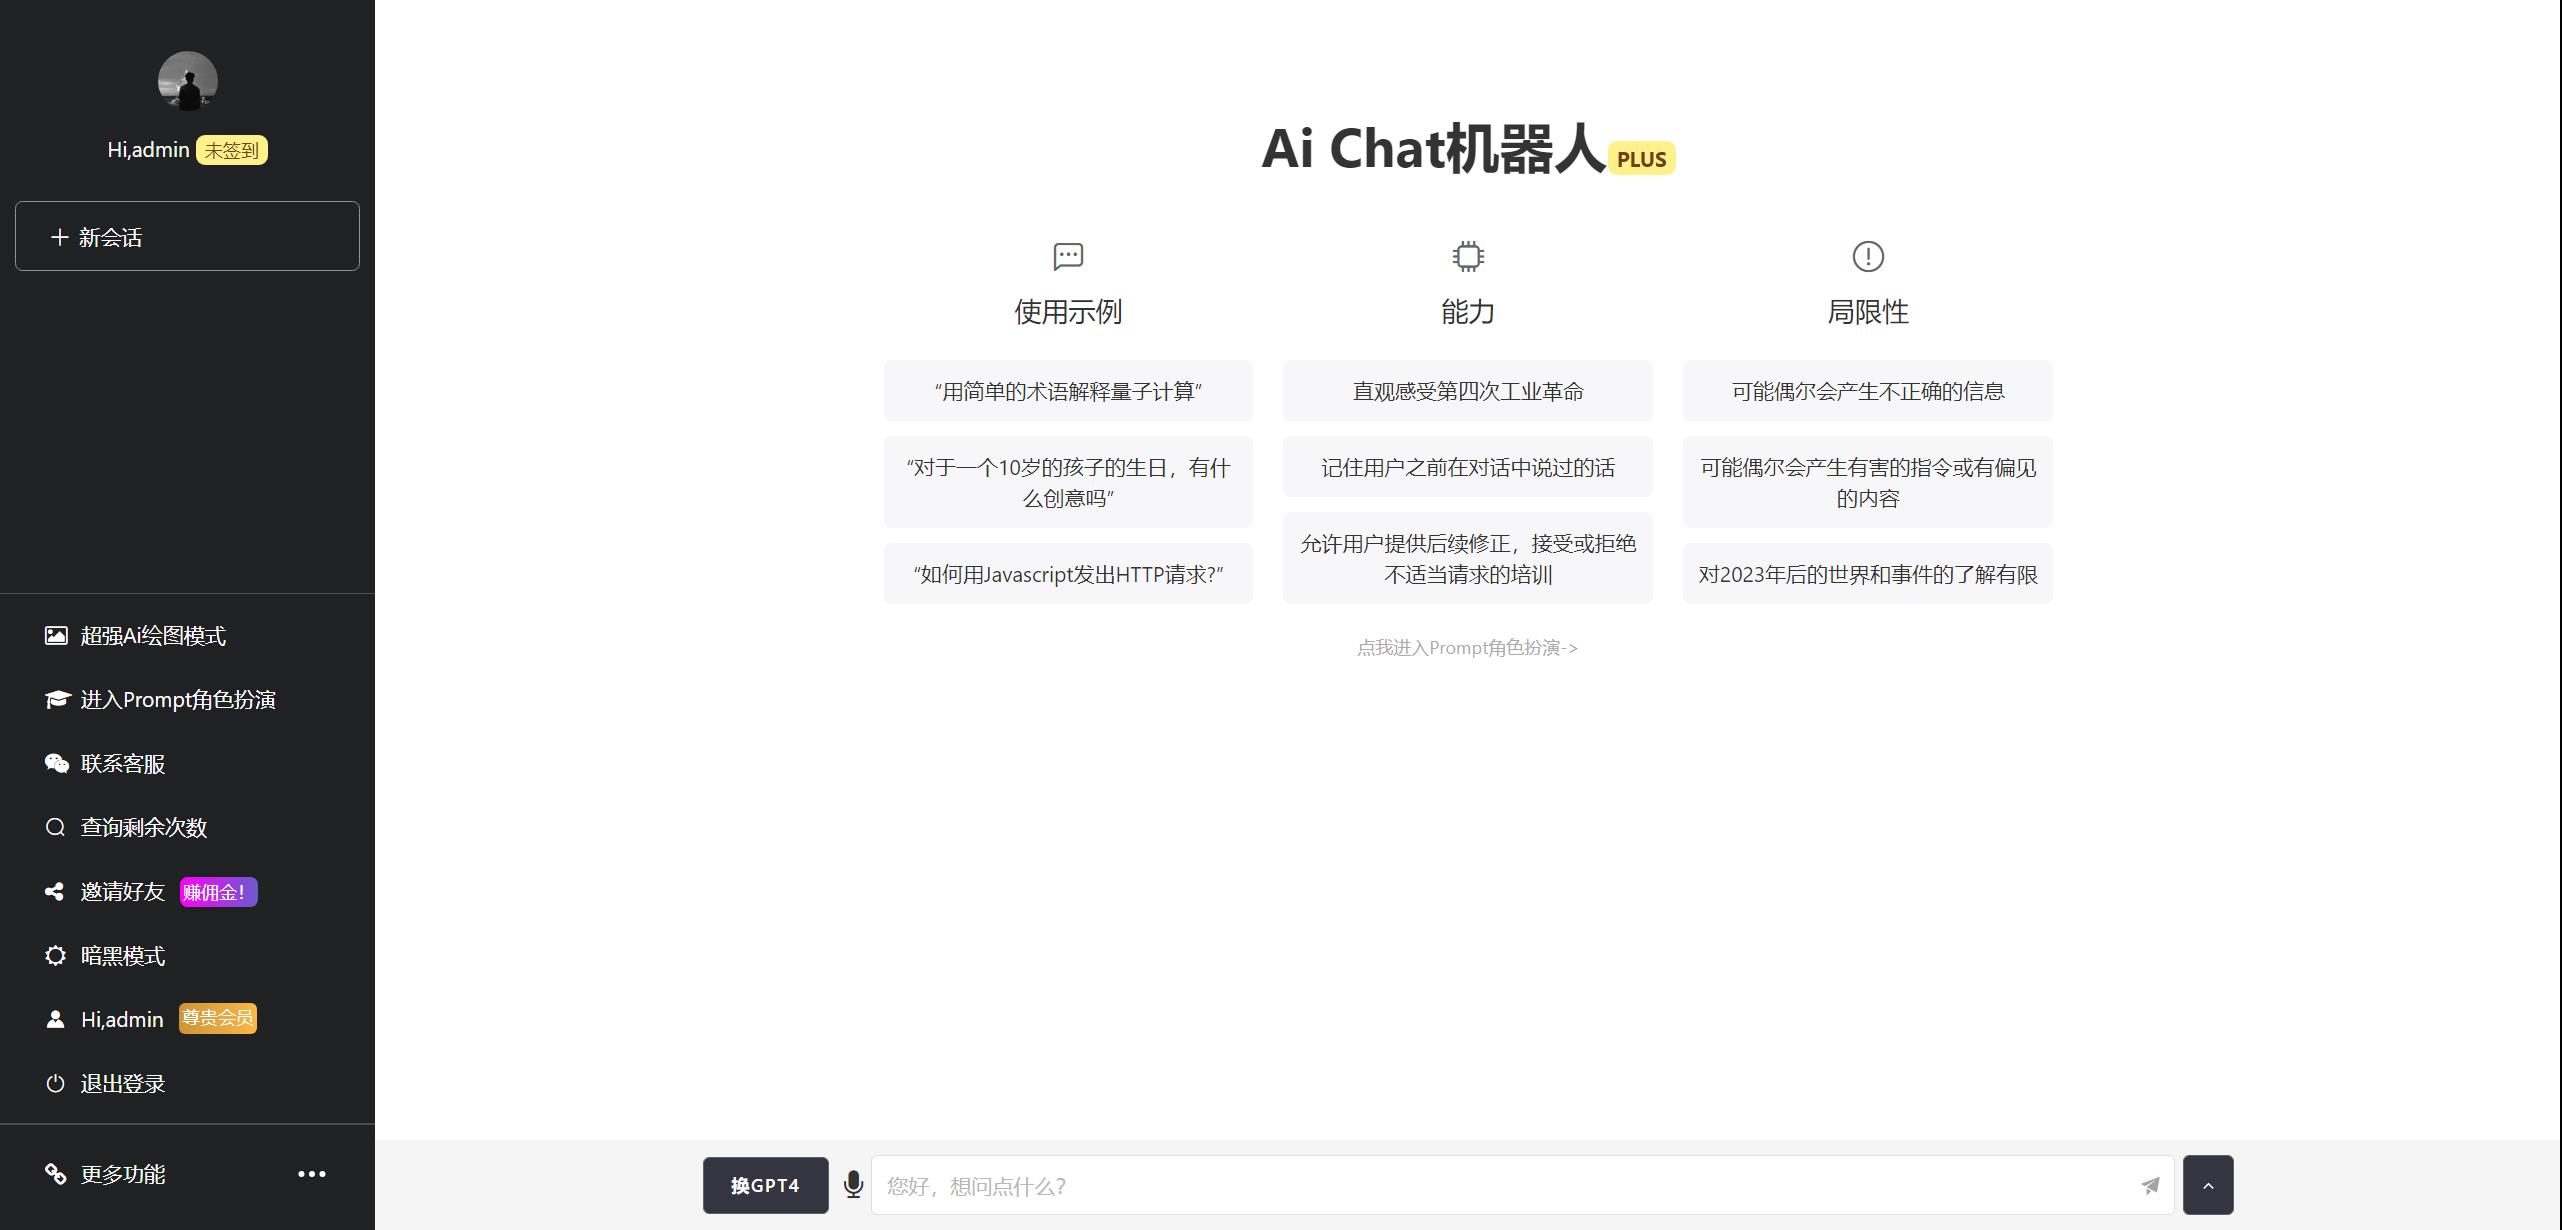 Hi,admin 未签到
新会话
超强Ai绘图模式
进入Prompt角色扮演
联系客服
查询剩余次数
邀请好友 赚佣金！
暗黑模式
Hi,admin 尊贵会员
退出登录
更多功能
Ai Chat机器人 PLUS
使用示例
“用简单的术语解释量子计算”
“对于一个10岁的孩子的生日，有什
么创意吗”
“如何用Javascript发出HTTP请求?”
能力
直观感受第四次工业革命
记住用户之前在对话中说过的话
允许用户提供后续修正，接受或拒绝
不适当请求的培训
局限性
可能偶尔会产生不正确的信息
可能偶尔会产生有害的指令或有偏见
的内容
对2023年后的世界和事件的了解有限
点我进入Prompt角色扮演->
换GPT4
您好，想问点什么？